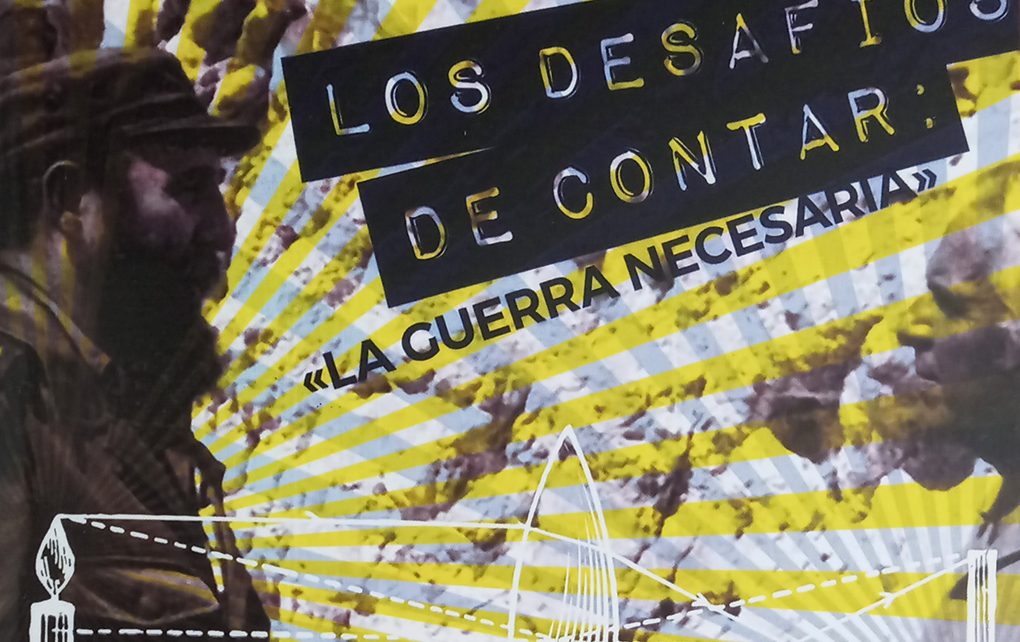 LOS DESAFÍOS
DE CONTAR:
«LA GUERRA NECESARIA»